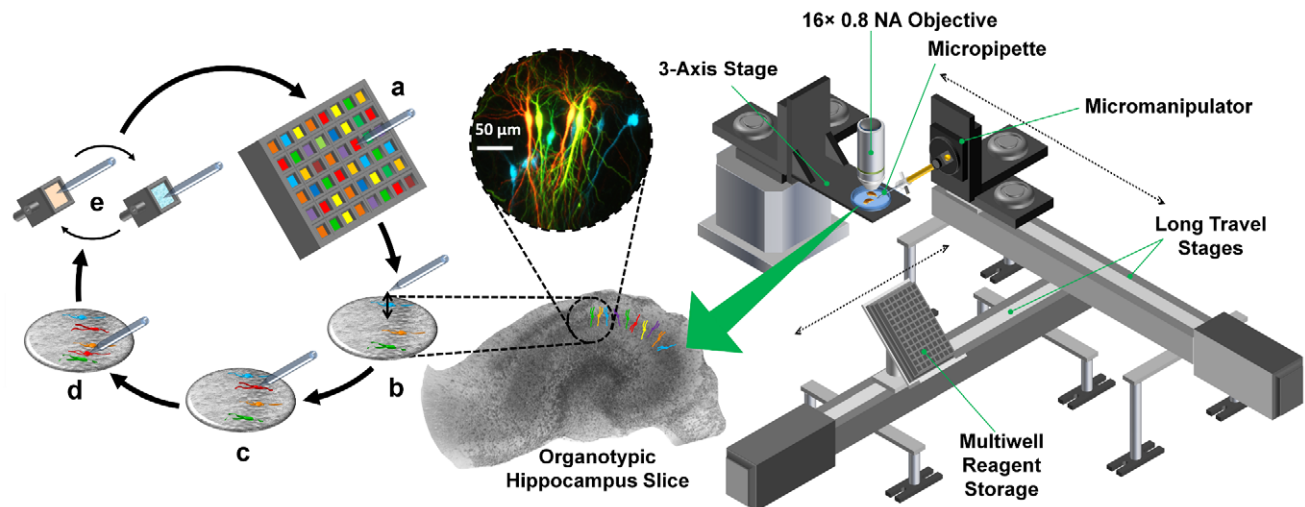 a
b
c
d
e
50 µm
Organotypic
Hippocampus Slice
16× 0.8 NA Objective
Micropipette
3-Axis Stage
Micromanipulator
Long Travel
Stages
Multiwell
Reagent
Storage